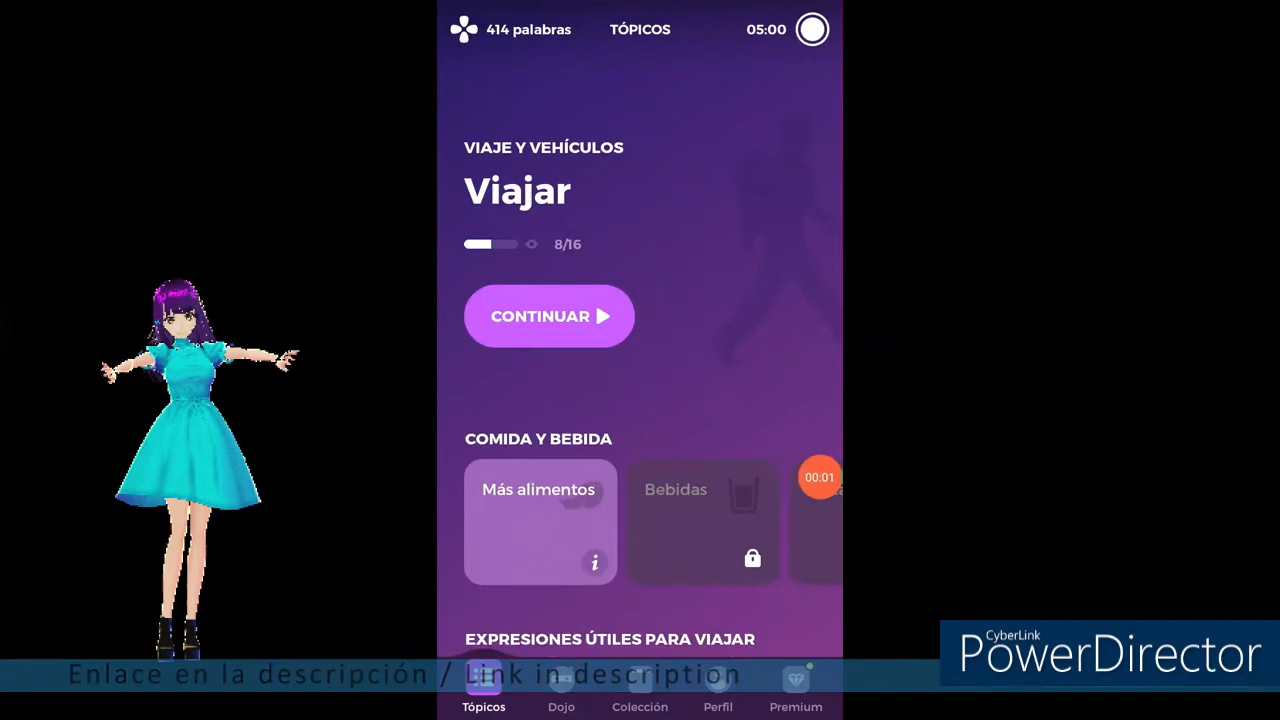 414 palabras
TÓPICOS
05:00
VIAJE Y VEHÍCULOS
Viajar
8/16
CONTINUAR
COMIDA Y BEBIDA
Más alimentos
Bebidas
00:01
i
EXPRESIONES ÚTILES PARA VIAJAR
CyberLink
PowerDirector
Enlace en la descripción / Link in description
Tópicos
Dojo
Colección
Perfil
Premium